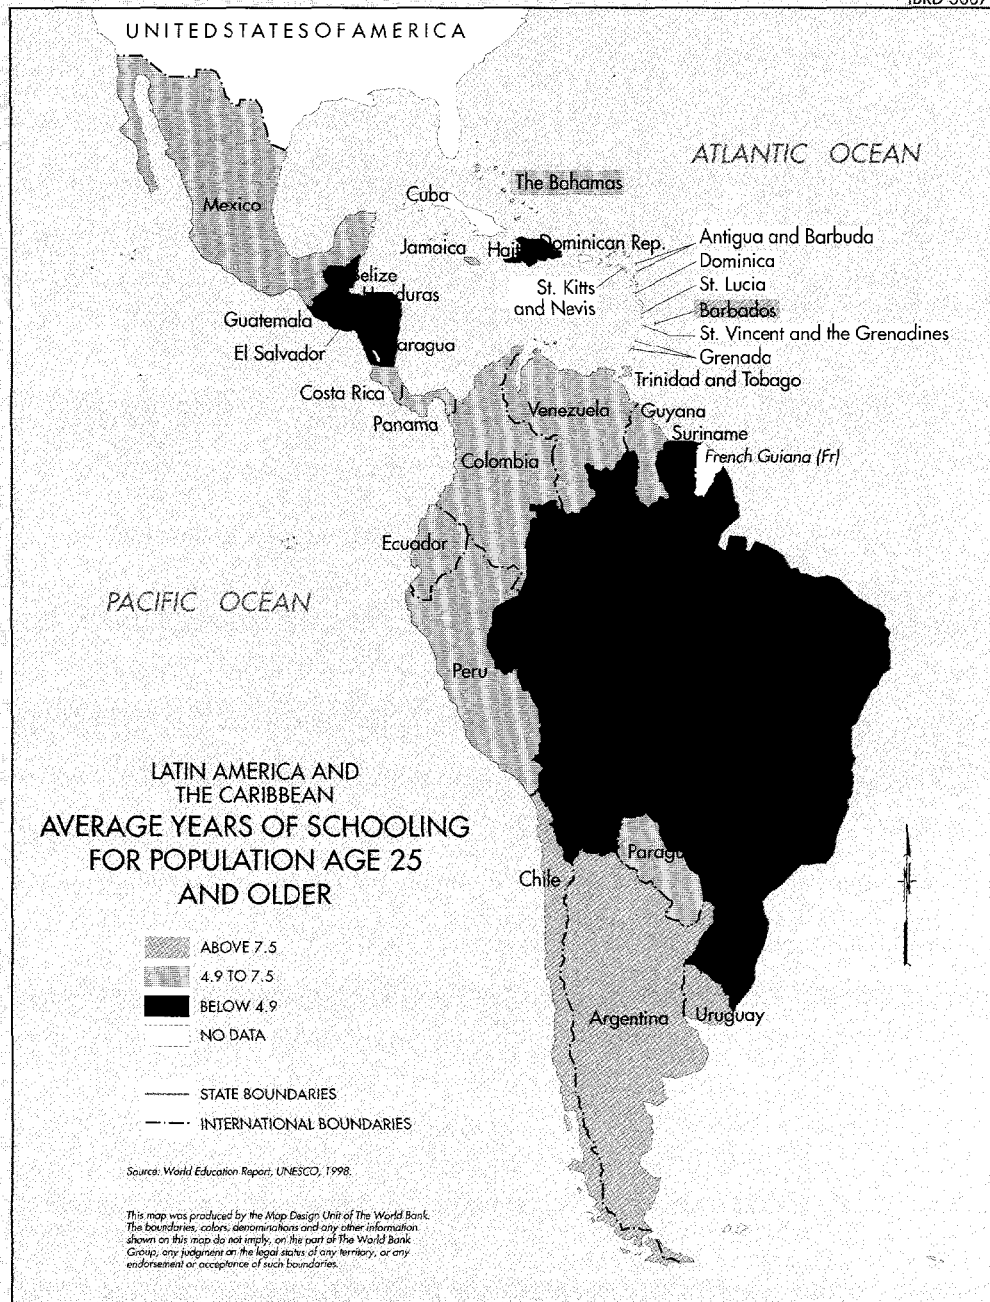 UNITED STATES OF AMERICA
ATLANTIC OCEAN
The Bahamas
Cuba
Mexico
Jamaica
Dominican Rep.
Antigua and Barbuda
Dominica
St. Kitts
and Nevis
St. Lucia
Barbados
St. Vincent and the Grenadines
Grenada
Trinidad and Tobago
Guatemala
El Salvador
Costa Rica
Panama
Venezuela
Guyana
Suriname
French Guiana (Fr)
Colombia
Ecuador
PACIFIC OCEAN
Peru
Chile
Argentina
Uruguay
LATIN AMERICA AND
THE CARIBBEAN
AVERAGE YEARS OF SCHOOLING
FOR POPULATION AGE 25
AND OLDER
ABOVE 7.5
4.9 TO 7.5
BELOW 4.9
NO DATA
STATE BOUNDARIES
INTERNATIONAL BOUNDARIES
Source: World Education Report, UNESCO, 1998.
This map was produced by the Map Design Unit of The World Bank.
The boundaries, colors, denominations and any other information
shown on this map do not imply, on the part of The World Bank
Group, any judgment on the legal status of any territory, or any
endorsement or acceptance of such boundaries.